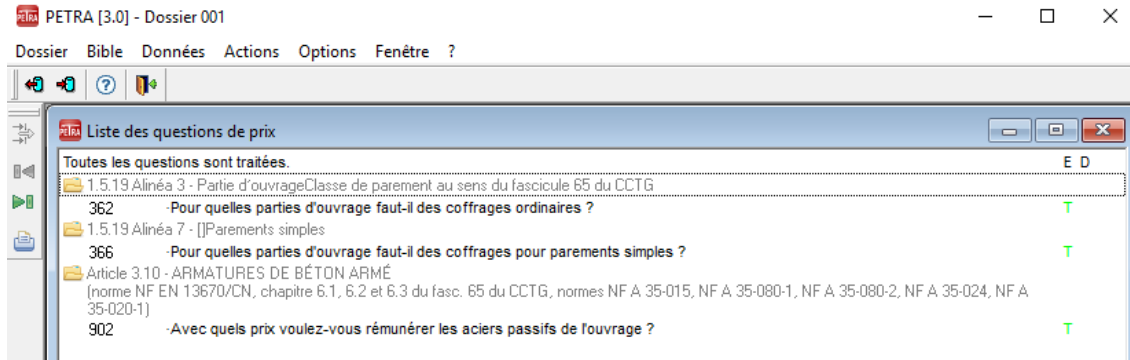 PETRA PETRA [3.0] - Dossier 001
Dossier Bible Données Actions Options Fenêtre ?
PETRA Liste des questions de prix
Toutes les questions sont traitées. E D
1.5.19 Alinéa 3 - Partie d'ouvrageClasse de parement au sens du fascicule 65 du CCTG
362 -Pour quelles parties d'ouvrage faut-il des coffrages ordinaires ? T
1.5.19 Alinéa 7 - []Parements simples
366 -Pour quelles parties d'ouvrage faut-il des coffrages pour parements simples ? T
Article 3.10 - ARMATURES DE BÉTON ARMÉ
(norme NF EN 13670/CN, chapitre 6.1, 6.2 et 6.3 du fasc. 65 du CCTG, normes NF A 35-015, NF A 35-080-1, NF A 35-080-2, NF A 35-024, NF A
35-020-1)
902 -Avec quels prix voulez-vous rémunérer les aciers passifs de l'ouvrage ? T